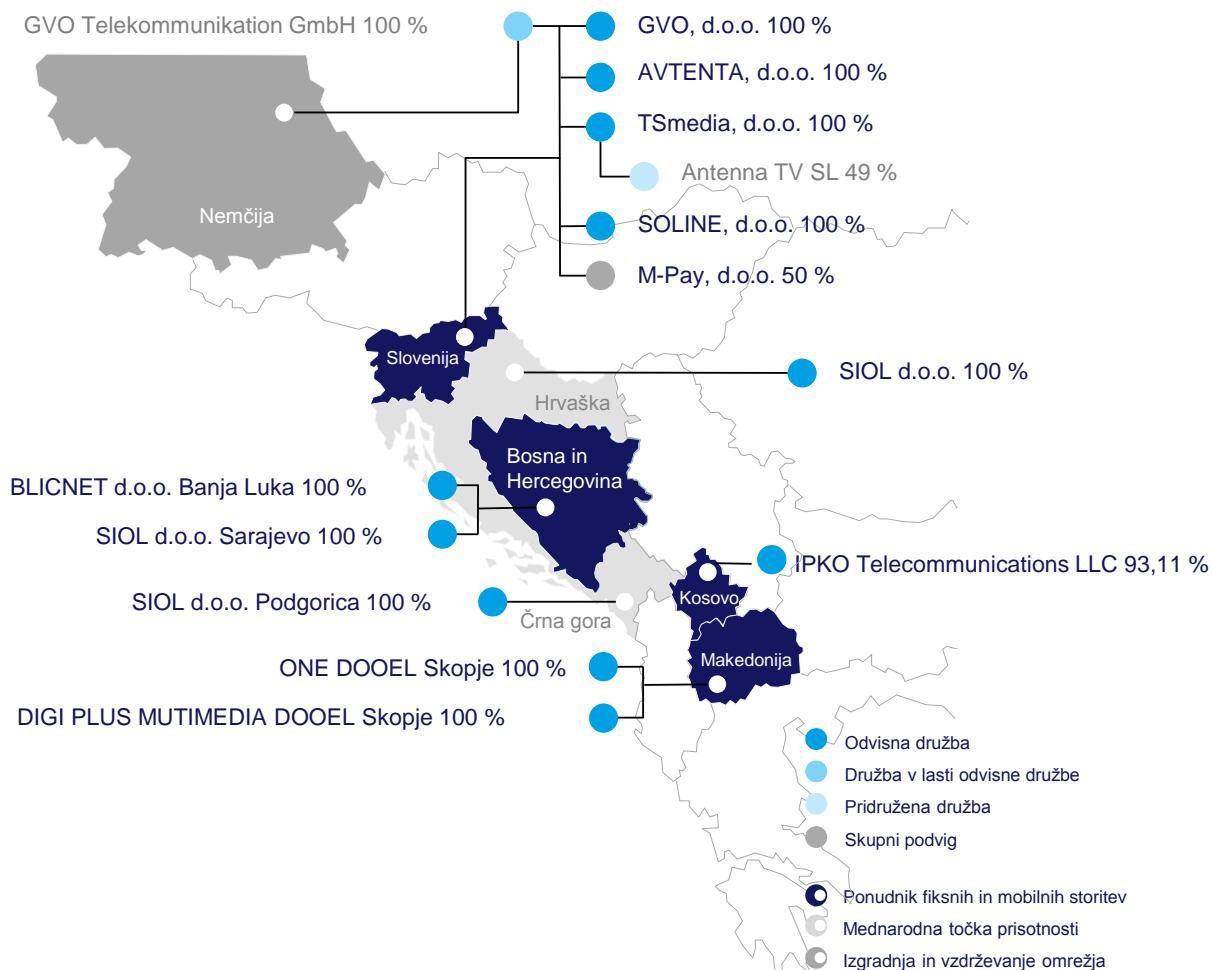 GVO Telekommunikation GmbH 100 %
GVO, d.o.o. 100 %
AVTENTA, d.o.o. 100 %
TSmedia, d.o.o. 100 %
Antenna TV SL 49 %
Nemčija
SOLINE, d.o.o. 100 %
M-Pay, d.o.o. 50 %
Slovenija
SIOL d.o.o. 100 %
Hrvaška
Bosna in
Hercegovina
BLICNET d.o.o. Banja Luka 100 %
SIOL d.o.o. Sarajevo 100 %
IPKO Telecommunications LLC 93,11 %
SIOL d.o.o. Podgorica 100 %
Kosovo
Črna gora
ONE DOOEL Skopje 100 %
Makedonija
DIGI PLUS MUTIMEDIA DOOEL Skopje 100 %
Odvisna družba
Družba v lasti odvisne družbe
Pridružena družba
Skupni podvig
Ponudnik fiksnih in mobilnih storitev
Mednarodna točka prisotnosti
Izgradnja in vzdrževanje omrežja